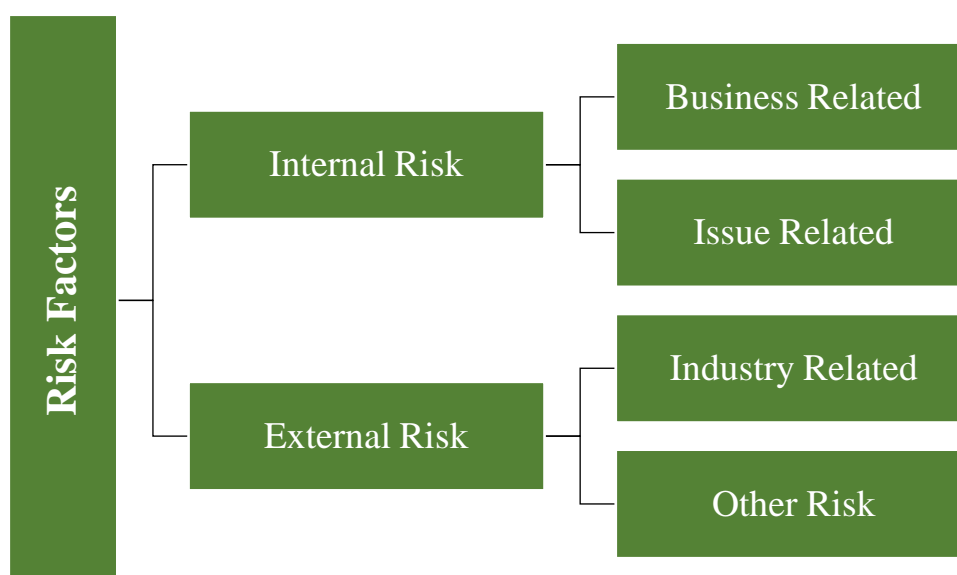 Risk Factors
Internal Risk
Business Related
Issue Related
External Risk
Industry Related
Other Risk